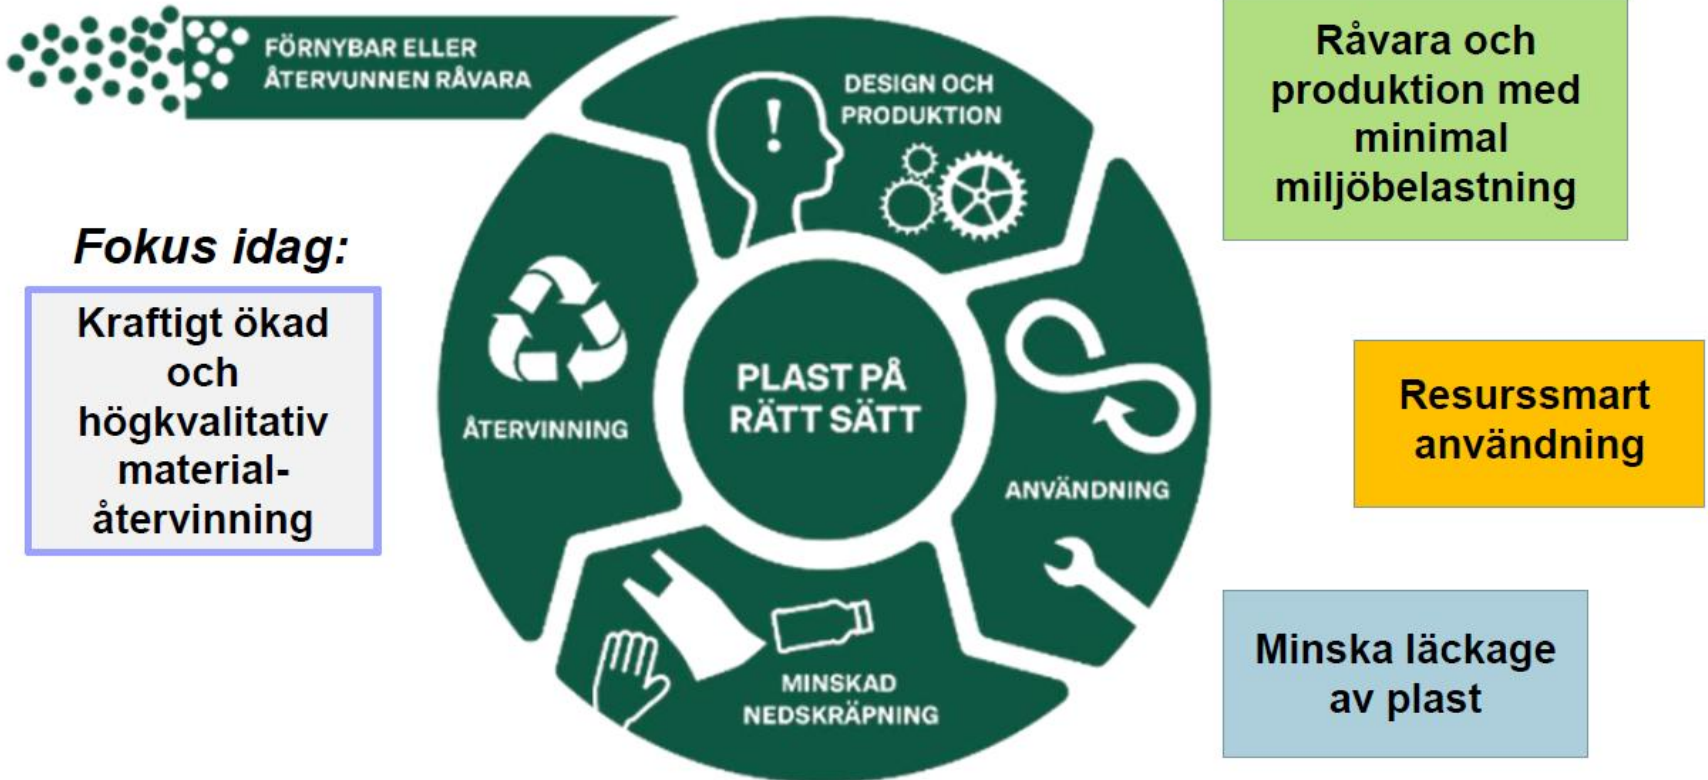 FÖRNYBAR ELLER
ÅTERVUNNEN RÅVARA
DESIGN OCH
PRODUKTION
!
Råvara och
produktion med
minimal
miljöbelastning
Fokus idag:
Kraftigt ökad
och
högkvalitativ
material-
återvinning
ÅTERVINNING
PLAST PÅ
RÄTT SÄTT
ANVÄNDNING
Resurssmart
användning
MINSKAD
NEDSKRÄPNING
Minska läckage
av plast